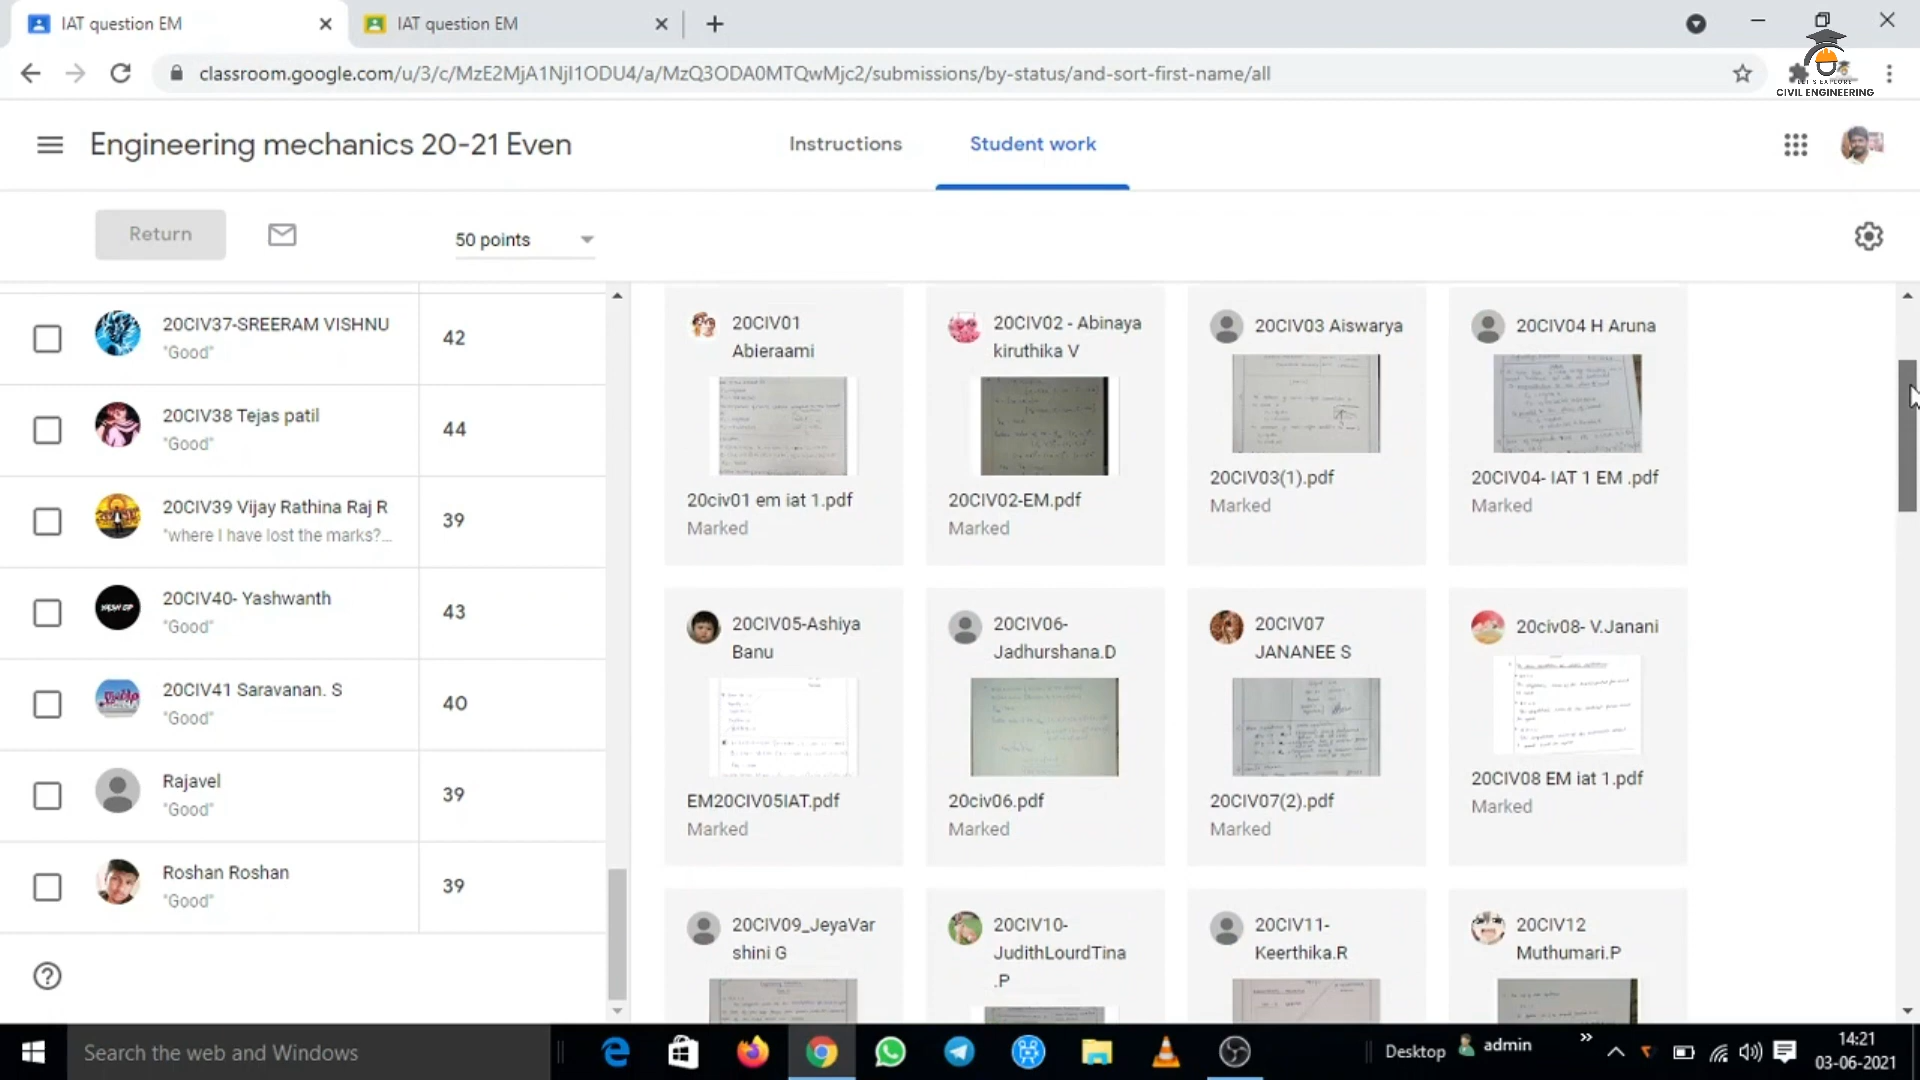 IAT question EM
IAT question EM
classroom.google.com/u/3/c/MzE2MjA1NjI1ODU4/a/MzQ3ODA0MTQwMjc2/submissions/by-status/and-sort-first-name/all
CIVIL ENGINEERING
Engineering mechanics 20-21 Even
Instructions
Student work
Return
50 points
20CIV37-SREERAM VISHNU
"Good"
42
20CIV38 Tejas patil
"Good"
44
20CIV39 Vijay Rathina Raj R
"where I have lost the marks?...
39
20CIV40- Yashwanth
"Good"
43
20CIV41 Saravanan. S
"Good"
40
Rajavel
"Good"
39
Roshan Roshan
"Good"
39
20CIV01
Abieraami
20civ01 em iat 1.pdf
Marked
20CIV02 - Abinaya
kiruthika V
20CIV02-EM.pdf
Marked
20CIV03 Aiswarya
20CIV03(1).pdf
Marked
20CIV04 H Aruna
20CIV04- IAT 1 EM .pdf
Marked
20CIV05-Ashiya
Banu
EM20CIV05IAT.pdf
Marked
20CIV06-
Jadhurshana.D
20civ06.pdf
Marked
20CIV07
JANANEE S
20CIV07(2).pdf
Marked
20civ08- V.Janani
20CIV08 EM iat 1.pdf
Marked
20CIV09_JeyaVar
shini G
20CIV10-
JudithLourdTina
.P
20CIV11-
Keerthika.R
20CIV12
Muthumari.P
Search the web and Windows
Desktop
admin
14:21
03-06-2021